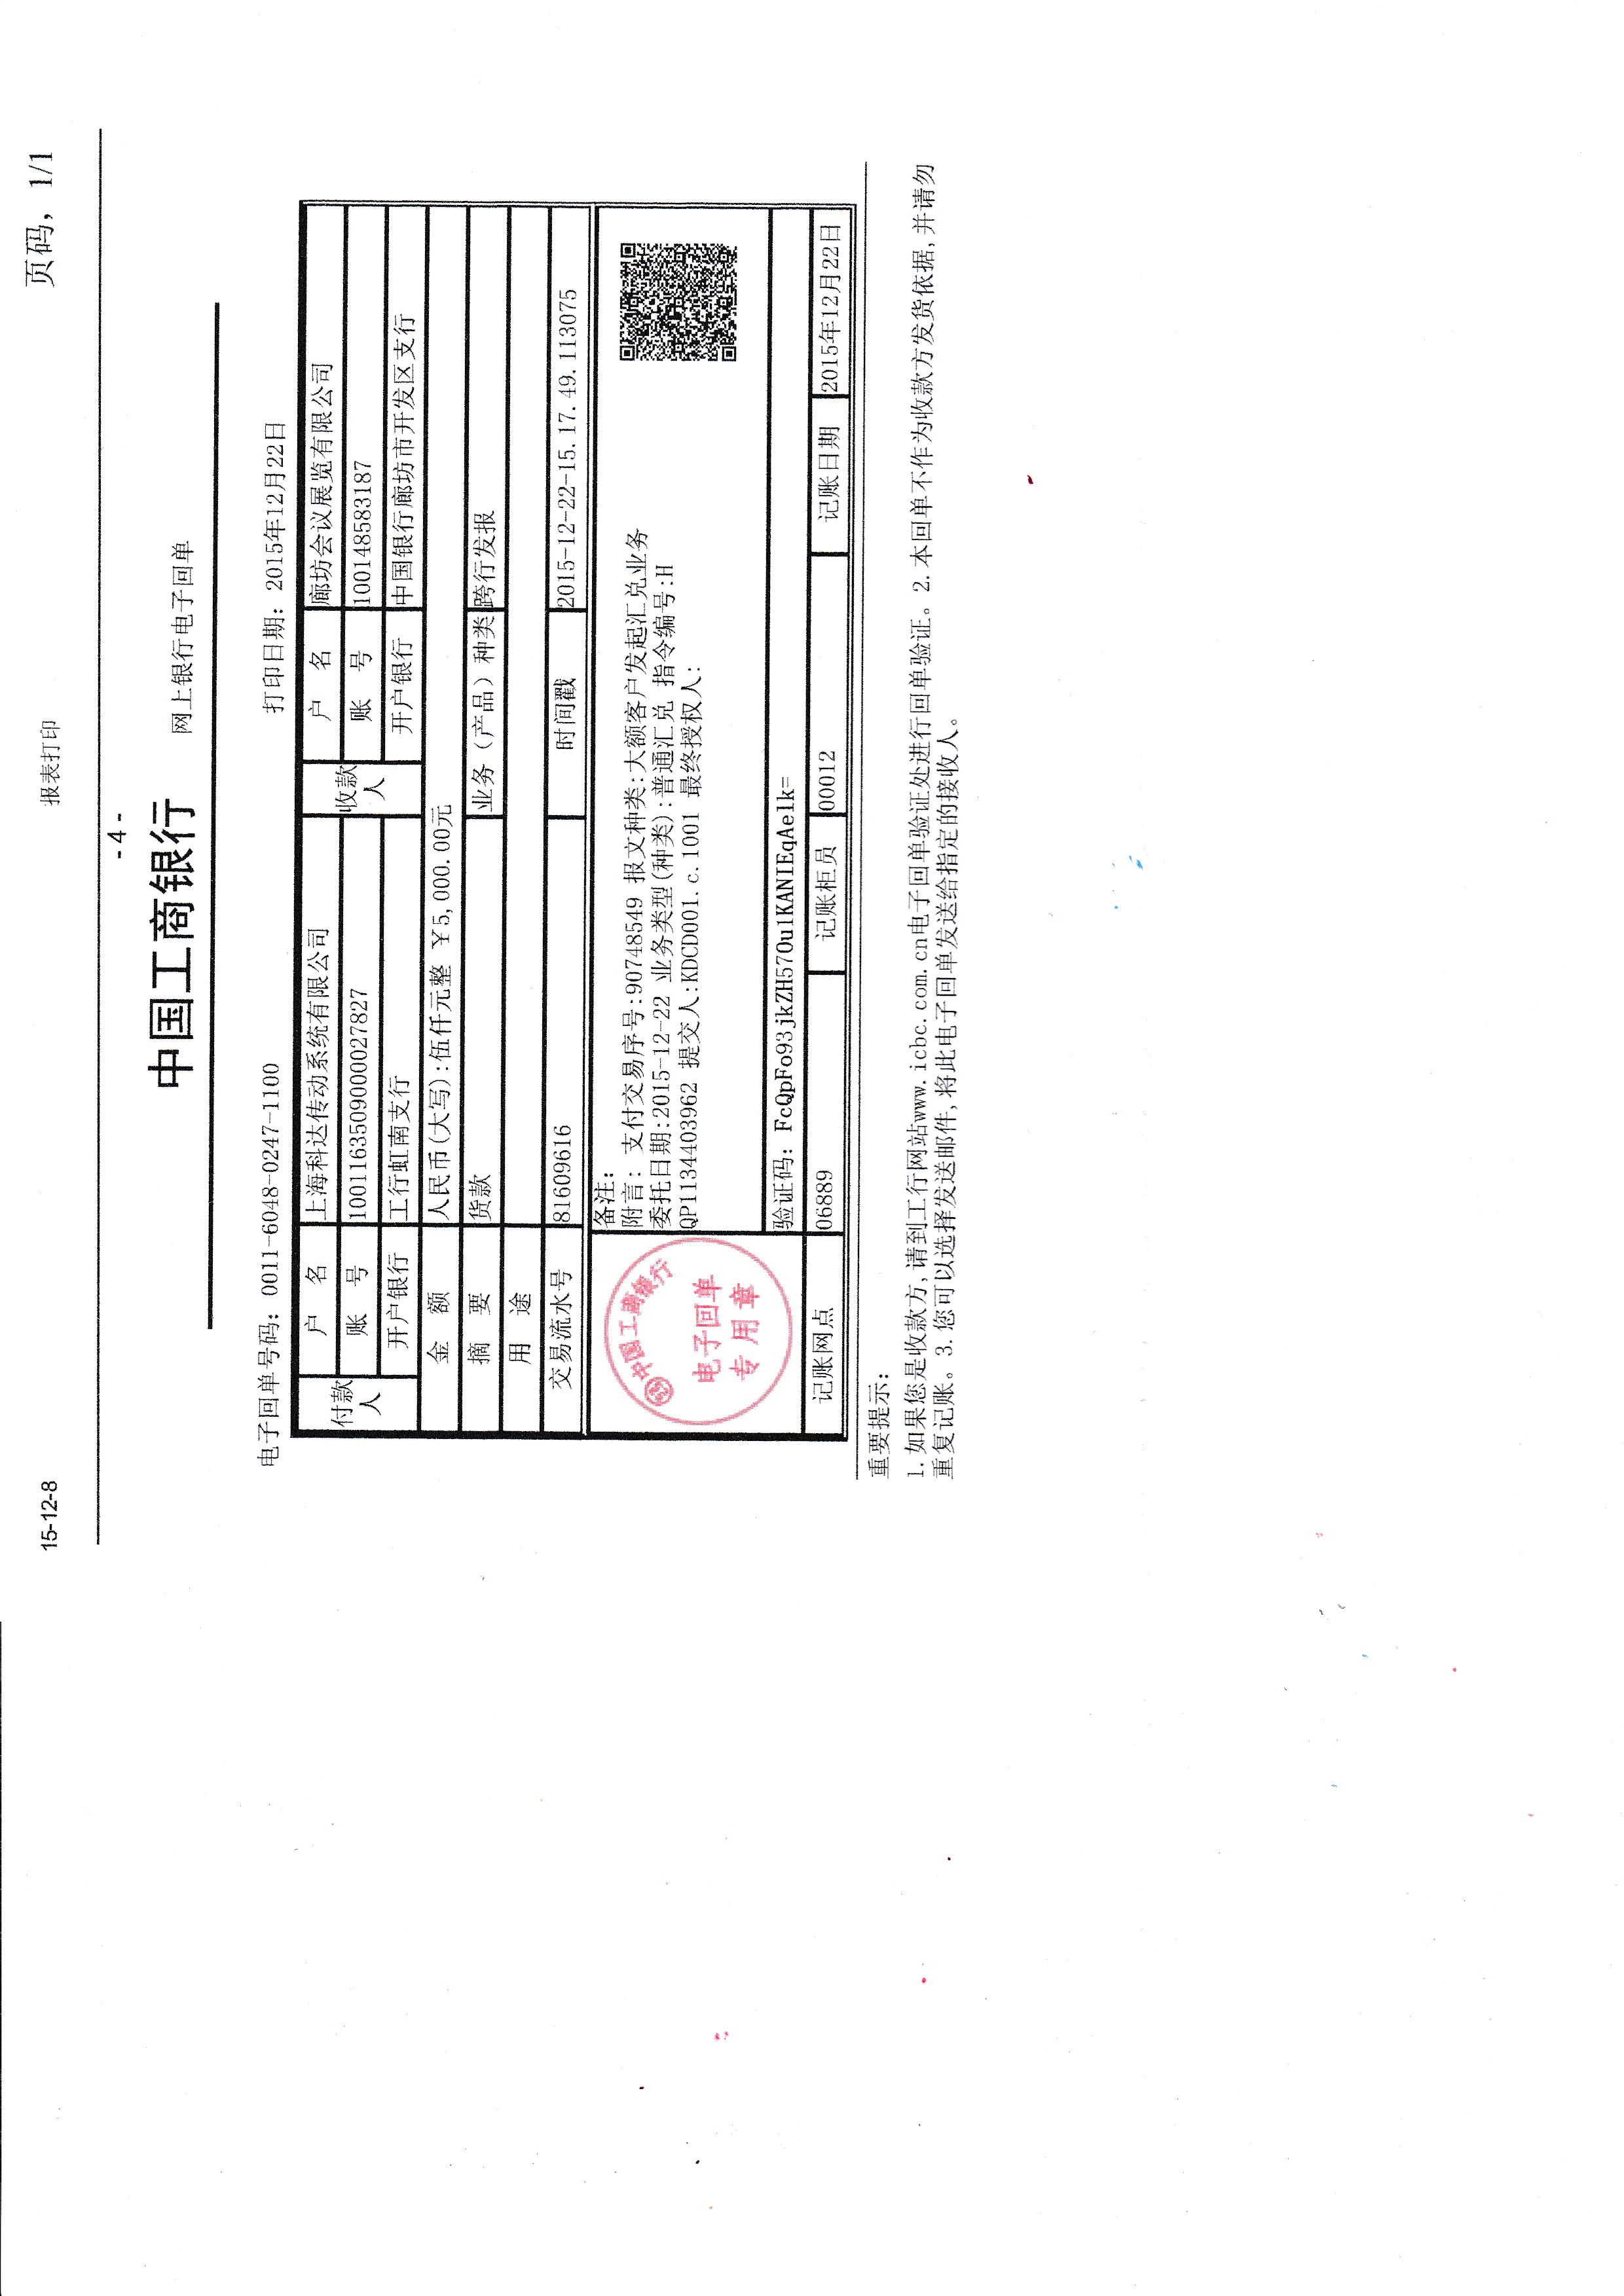 15-12-8 报表打印 页码，1/1
-4-
中国工商银行 网上银行电子回单
电子回单号码：0011-6048-0247-1100 打印日期：2015年12月22日
付款人 户 名 上海科达传动系统有限公司 收款人 户 名 廊坊会议展览有限公司
账 号 1001163509000027827 账 号 100148583187
开户银行 工行虹南支行 开户银行 中国银行廊坊市开发区支行
金 额 人民币(大写):伍仟元整 ￥5,000.00元
摘 要 货款 业务（产品）种类 跨行发报
用 途
交易流水号 81609616 时间戳 2015-12-22-15.17.49.113075
备注：
附言： 支付交易序号:90748549 报文种类:大额客户发起汇兑业务
委托日期:2015-12-22 业务类型(种类):普通汇兑 指令编号:H
QP1134403962 提交人:KDCD001.c.1001 最终授权人:
中国工商银行
电子回单
专用章
验证码：FcQpFo93jkZH57Ou1KANIEqAelk=
记账网点 06889 记账柜员 00012 记账日期 2015年12月22日
重要提示：
1.如果您是收款方,请到工行网站www.icbc.com.cn电子回单验证处进行回单验证。2.本回单不作为收款方发货依据,并请勿
重复记账。3.您可以选择发送邮件,将此电子回单发送给指定的接收人。